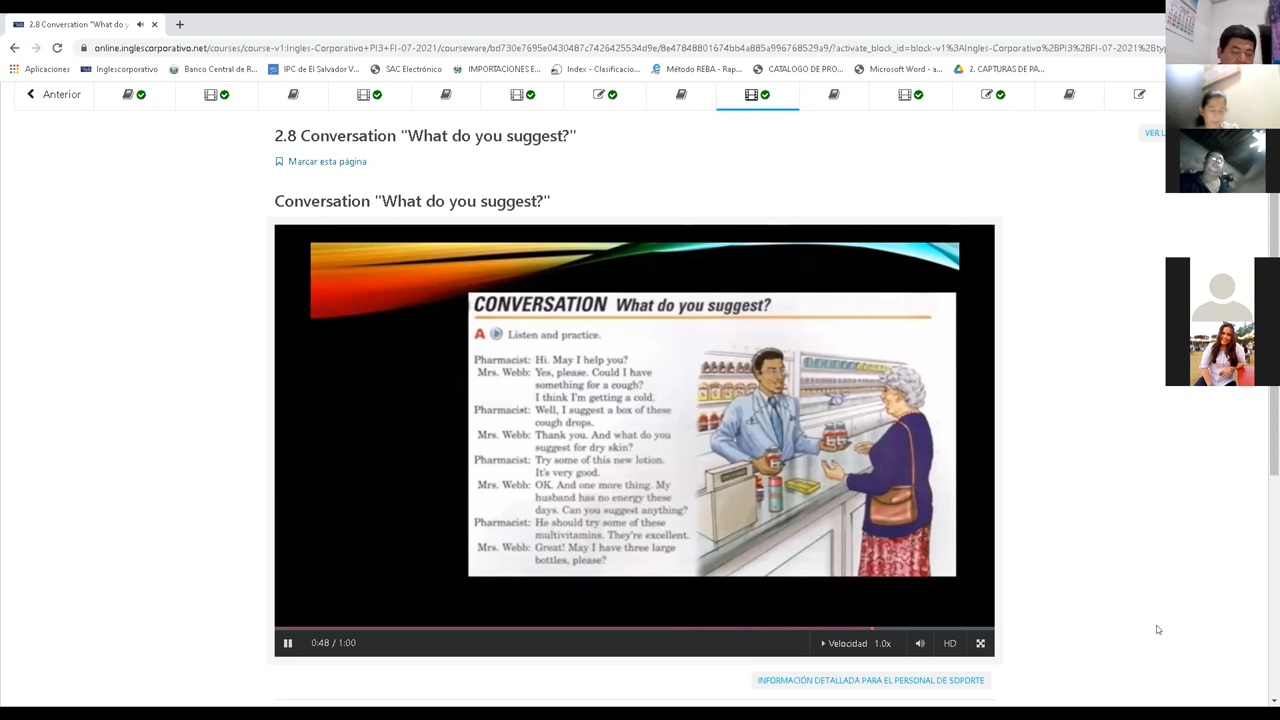 2.8 Conversation "What do y
online.inglescorporativo.net/courses/course-v1:Ingles-Corporativo+PI3+FI-07-2021/courseware/bd730e7695e0430487c7426425534d9e/8e47848801674bb4a885a996768529a9/?activate_block_id=block-v1%3AIngles-Corporativo%2BPI3%2BFI-07-2021%2Bty
Aplicaciones Inglescorporativo Banco Central de R... IPC de El Salvador V... SAC Electrónico IMPORTACIONES E... Index - Clasificacio... Método REBA - Rap... CATALOGO DE PRO... Microsoft Word - a... 2. CAPTURAS DE PA...
Anterior
2.8 Conversation "What do you suggest?"
VER L
Marcar esta página
Conversation "What do you suggest?"
CONVERSATION What do you suggest?
A Listen and practice.
Pharmacist: Hi. May I help you?
Mrs. Webb: Yes, please. Could I have
something for a cough?
I think I'm getting a cold.
Pharmacist: Well, I suggest a box of these
cough drops.
Mrs. Webb: Thank you. And what do you
suggest for dry skin?
Pharmacist: Try some of this new lotion.
It's very good.
Mrs. Webb: OK. And one more thing. My
husband has no energy these
days. Can you suggest anything?
Pharmacist: He should try some of these
multivitamins. They're excellent.
Mrs. Webb: Great! May I have three large
bottles, please?
0:48 / 1:00
Velocidad 1.0x
HD
INFORMACIÓN DETALLADA PARA EL PERSONAL DE SOPORTE